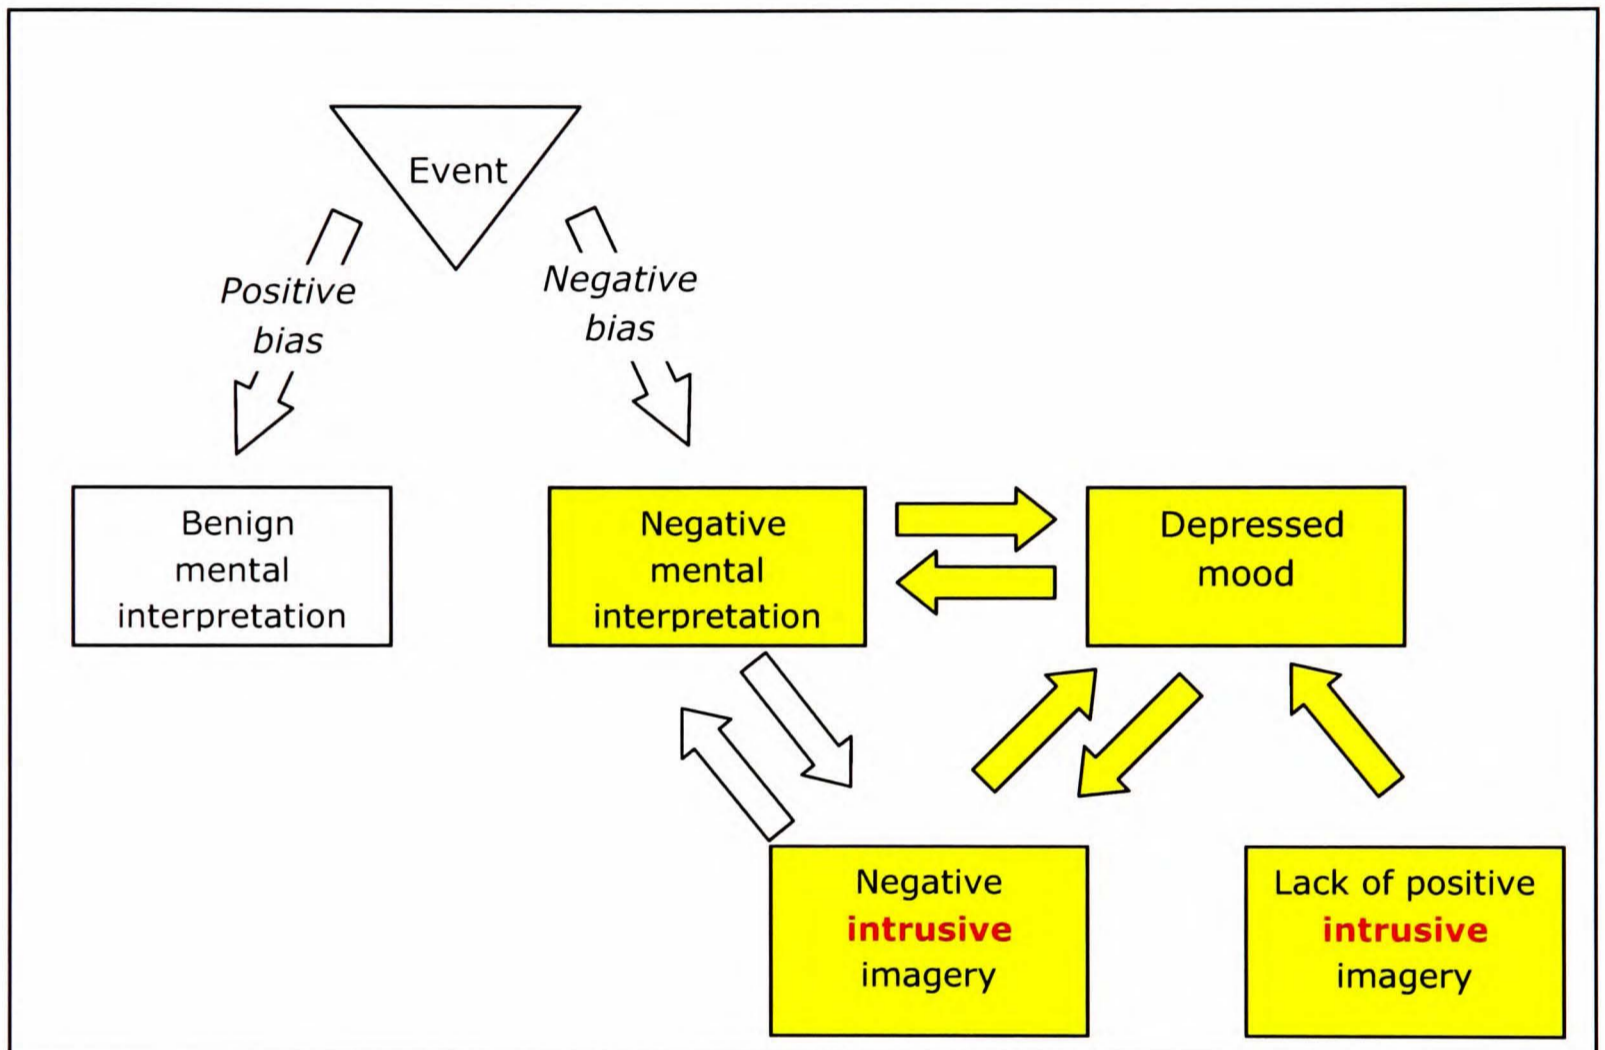 Event
Positive
bias
Negative
bias
Benign
mental
interpretation
Negative
mental
interpretation
Depressed
mood
Negative
intrusive
imagery
Lack of positive
intrusive
imagery